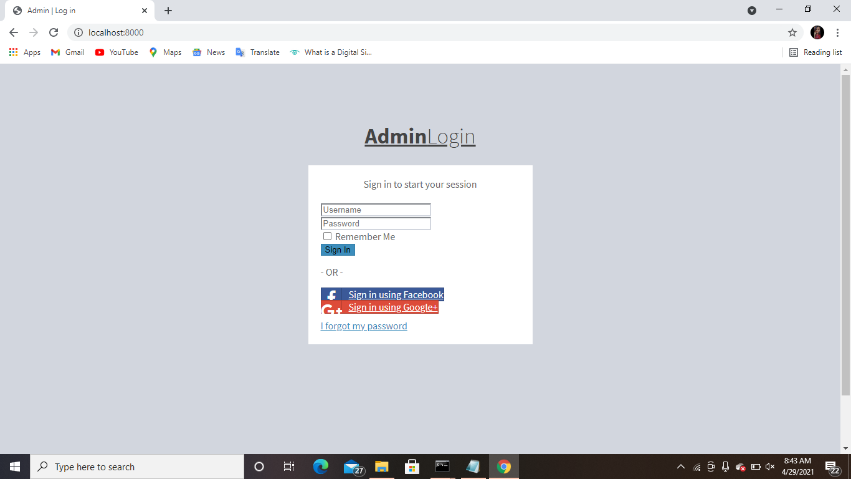 Admin | Log in
localhost:8000
Apps Gmail YouTube Maps News Translate What is a Digital Si... Reading list
AdminLogin
Sign in to start your session
Username
Password
Remember Me
Sign In
- OR -
Sign in using Facebook
Sign in using Google+
I forgot my password
Type here to search
27
8:43 AM
4/29/2021
22